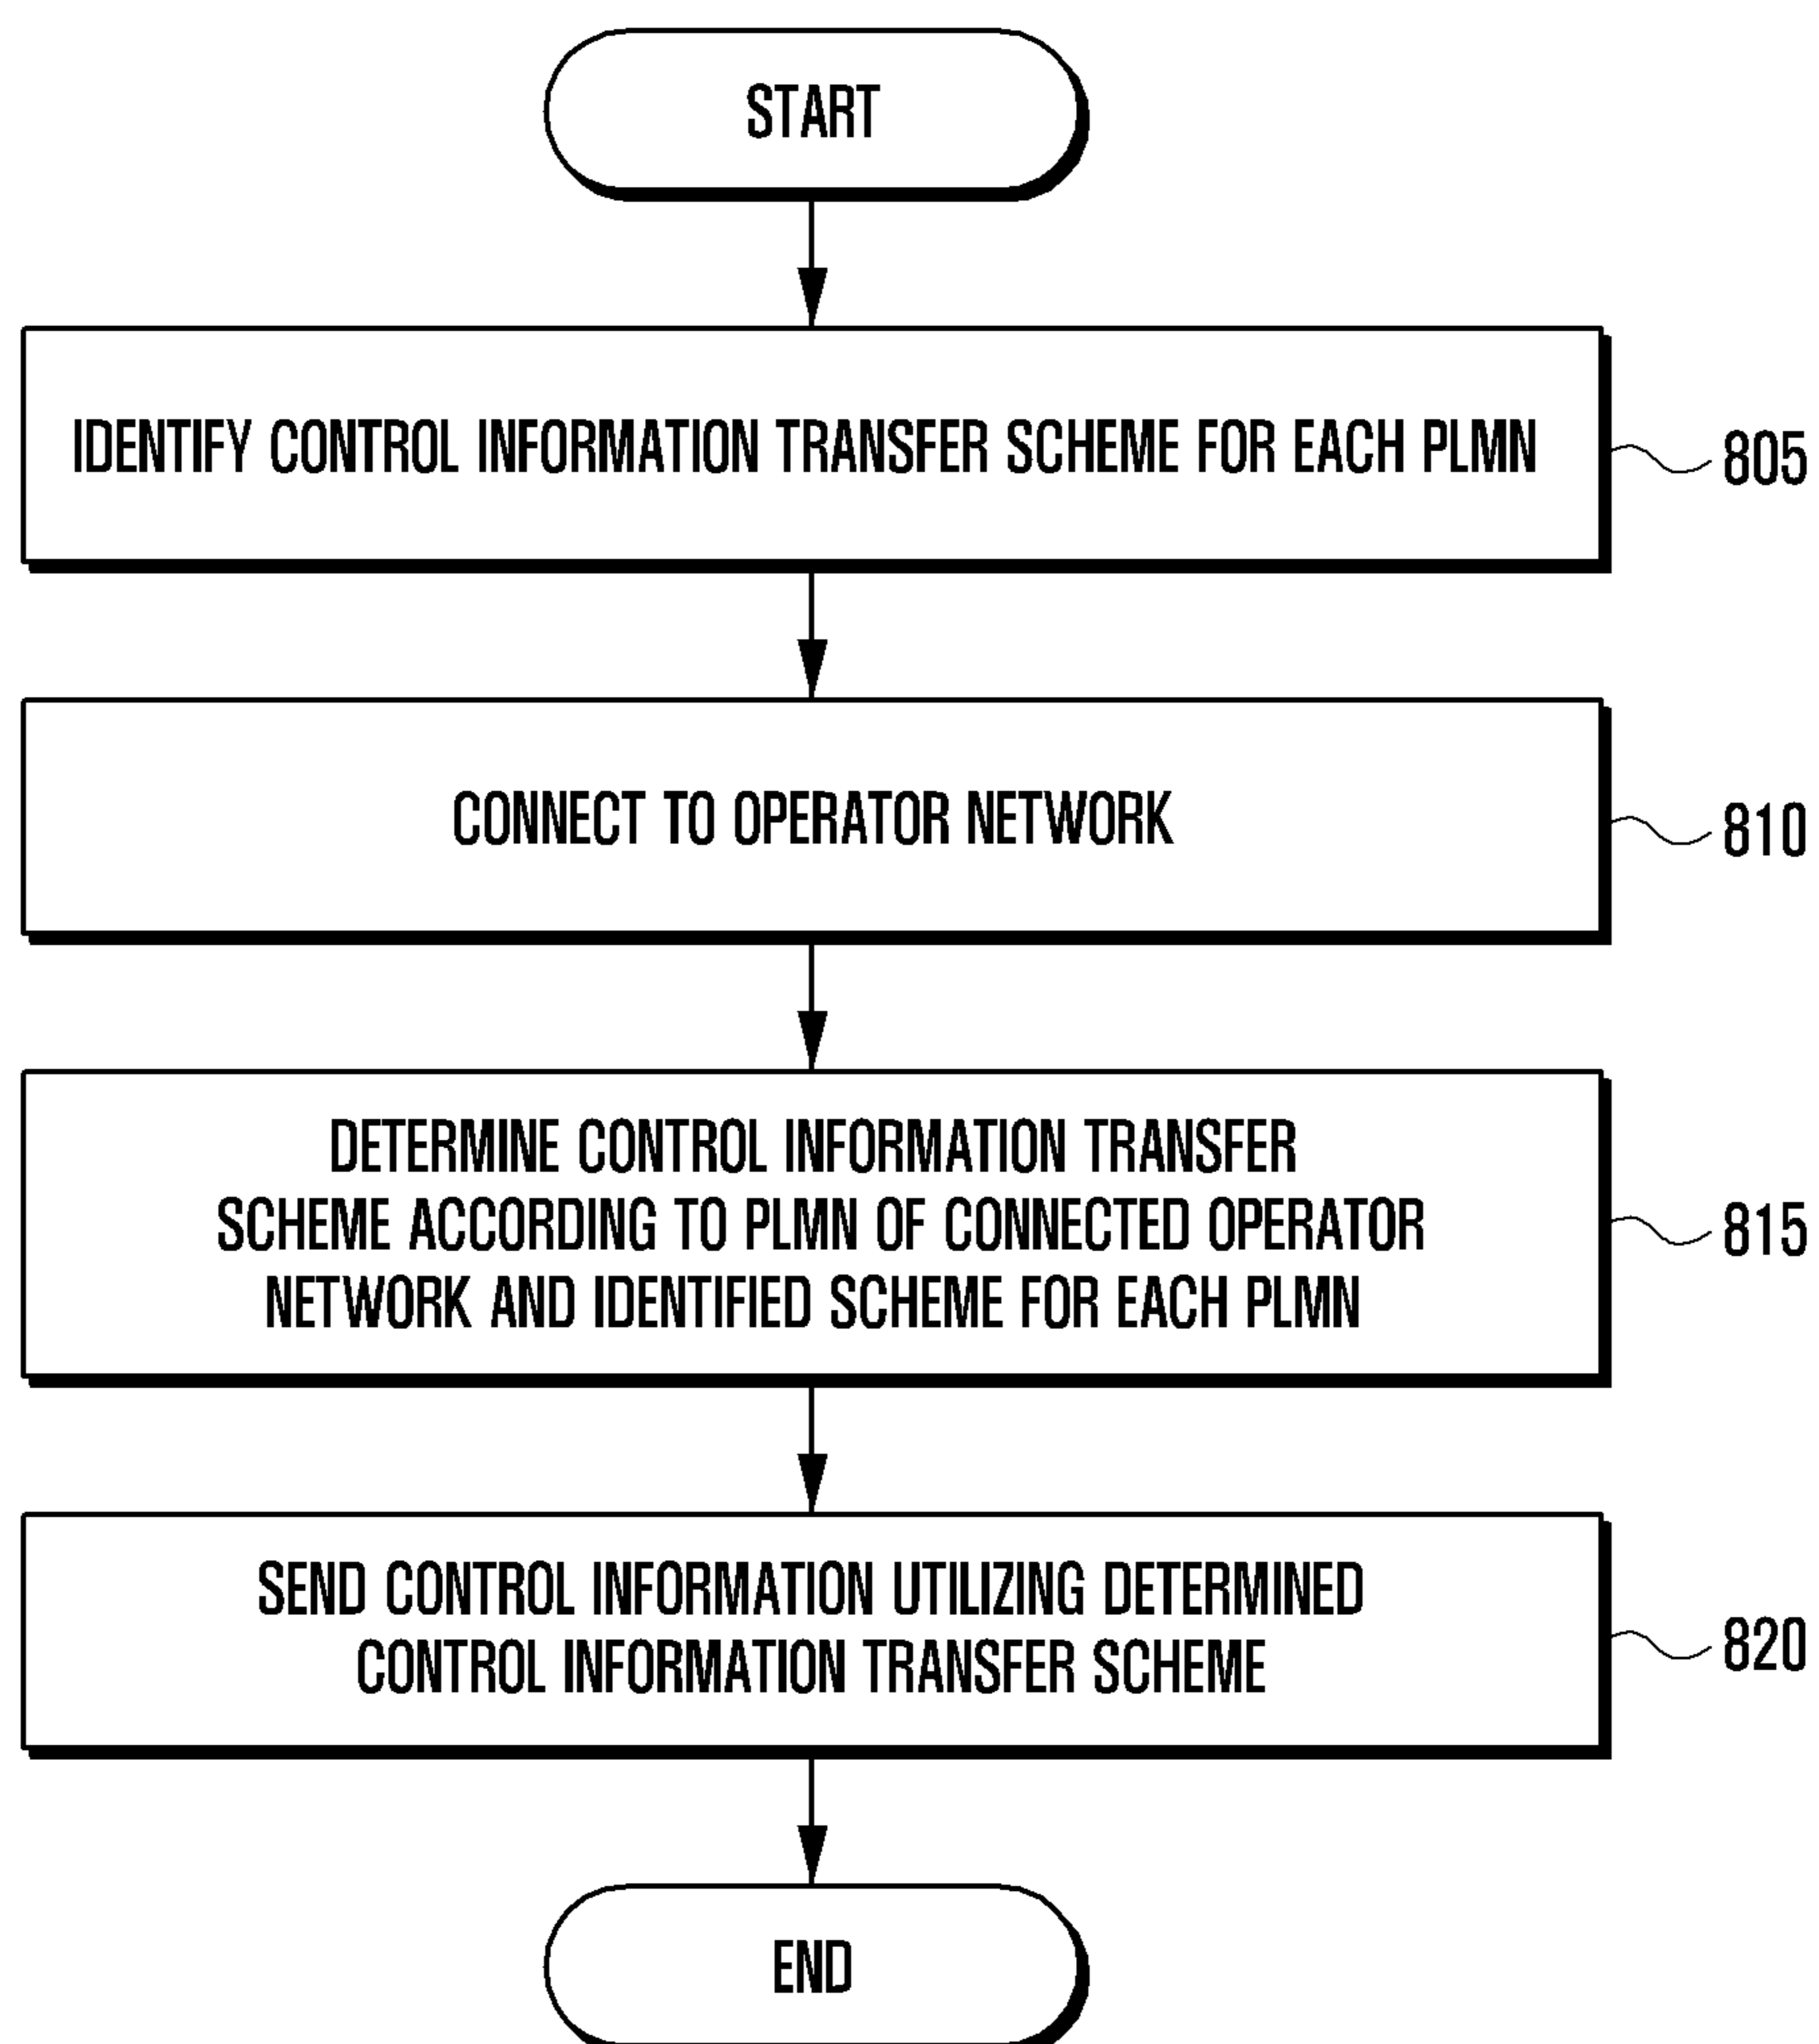 START
IDENTIFY CONTROL INFORMATION TRANSFER SCHEME FOR EACH PLMN
805
CONNECT TO OPERATOR NETWORK
810
DETERMINE CONTROL INFORMATION TRANSFER
SCHEME ACCORDING TO PLMN OF CONNECTED OPERATOR
NETWORK AND IDENTIFIED SCHEME FOR EACH PLMN
815
SEND CONTROL INFORMATION UTILIZING DETERMINED
CONTROL INFORMATION TRANSFER SCHEME
820
END